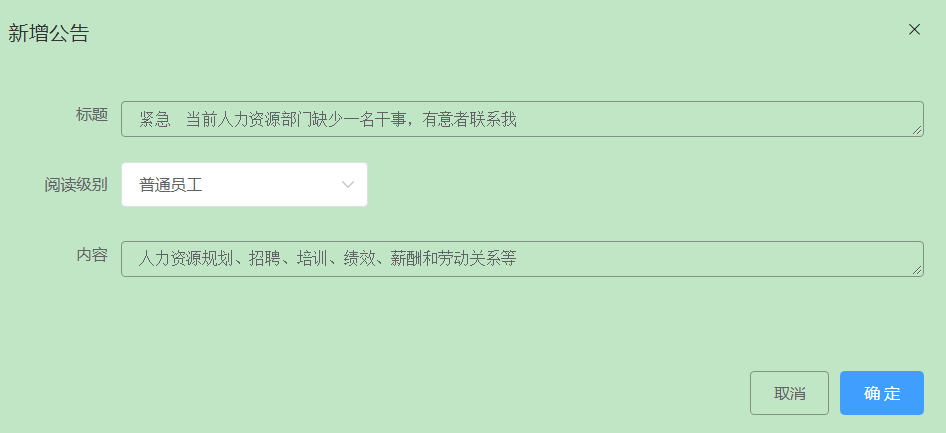 新增公告
标题
紧急 当前人力资源部门缺少一名干事，有意者联系我
阅读级别
普通员工
内容
人力资源规划、招聘、培训、绩效、薪酬和劳动关系等
取消
确定